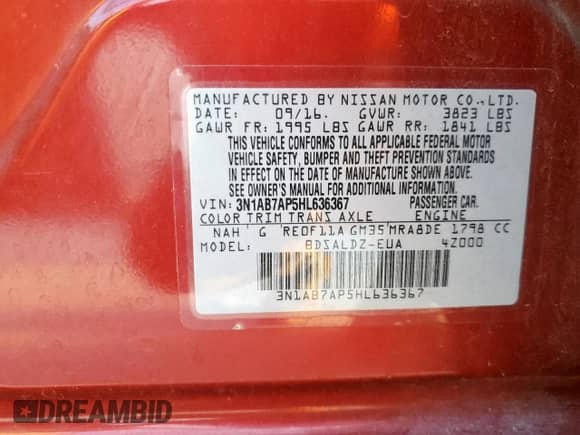 MANUFACTURED BY NISSAN MOTOR CO.,LTD.
DATE: 09/16. GVWR: 3823 LBS
GAWR FR: 1995 LBS GAWR RR: 1841 LBS
THIS VEHICLE CONFORMS TO ALL APPLICABLE FEDERAL MOTOR
VEHICLE SAFETY, BUMPER AND THEFT PREVENTION STANDARDS
IN EFFECT ON THE DATE OF MANUFACTURE SHOWN ABOVE.
SEE OWNER'S MANUAL FOR ADDITIONAL INFORMATION.
VIN: 3N1AB7AP5HL636367 PASSENGER CAR.
COLOR TRIM TRANS AXLE ENGINE
NAH G RE0F11A GM35 MRA8DE 1798 CC
MODEL: BDSALDZ-EUA 4Z000
3N1AB7AP5HL636367
DREAMBID